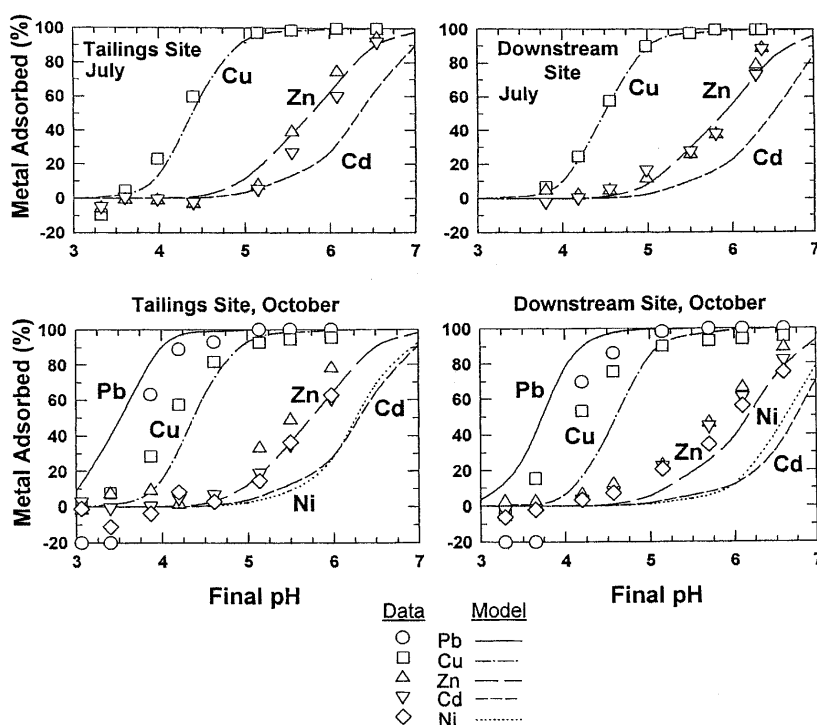 Metal Adsorbed (%)
100
80
60
40
20
0
-20
Tailings Site
July
Cu
Zn
Cd
3 4 5 6 7
100
80
60
40
20
0
-20
Downstream
Site
July
Cu
Zn
Cd
3 4 5 6 7
Tailings Site, October
Metal Adsorbed (%)
100
80
60
40
20
0
-20
Pb
Cu
Zn
Cd
Ni
3 4 5 6 7
Final pH
Downstream Site, October
100
80
60
40
20
0
-20
Pb
Cu
Zn
Ni
Cd
3 4 5 6 7
Final pH
Data Model
Pb
Cu
Zn
Cd
Ni